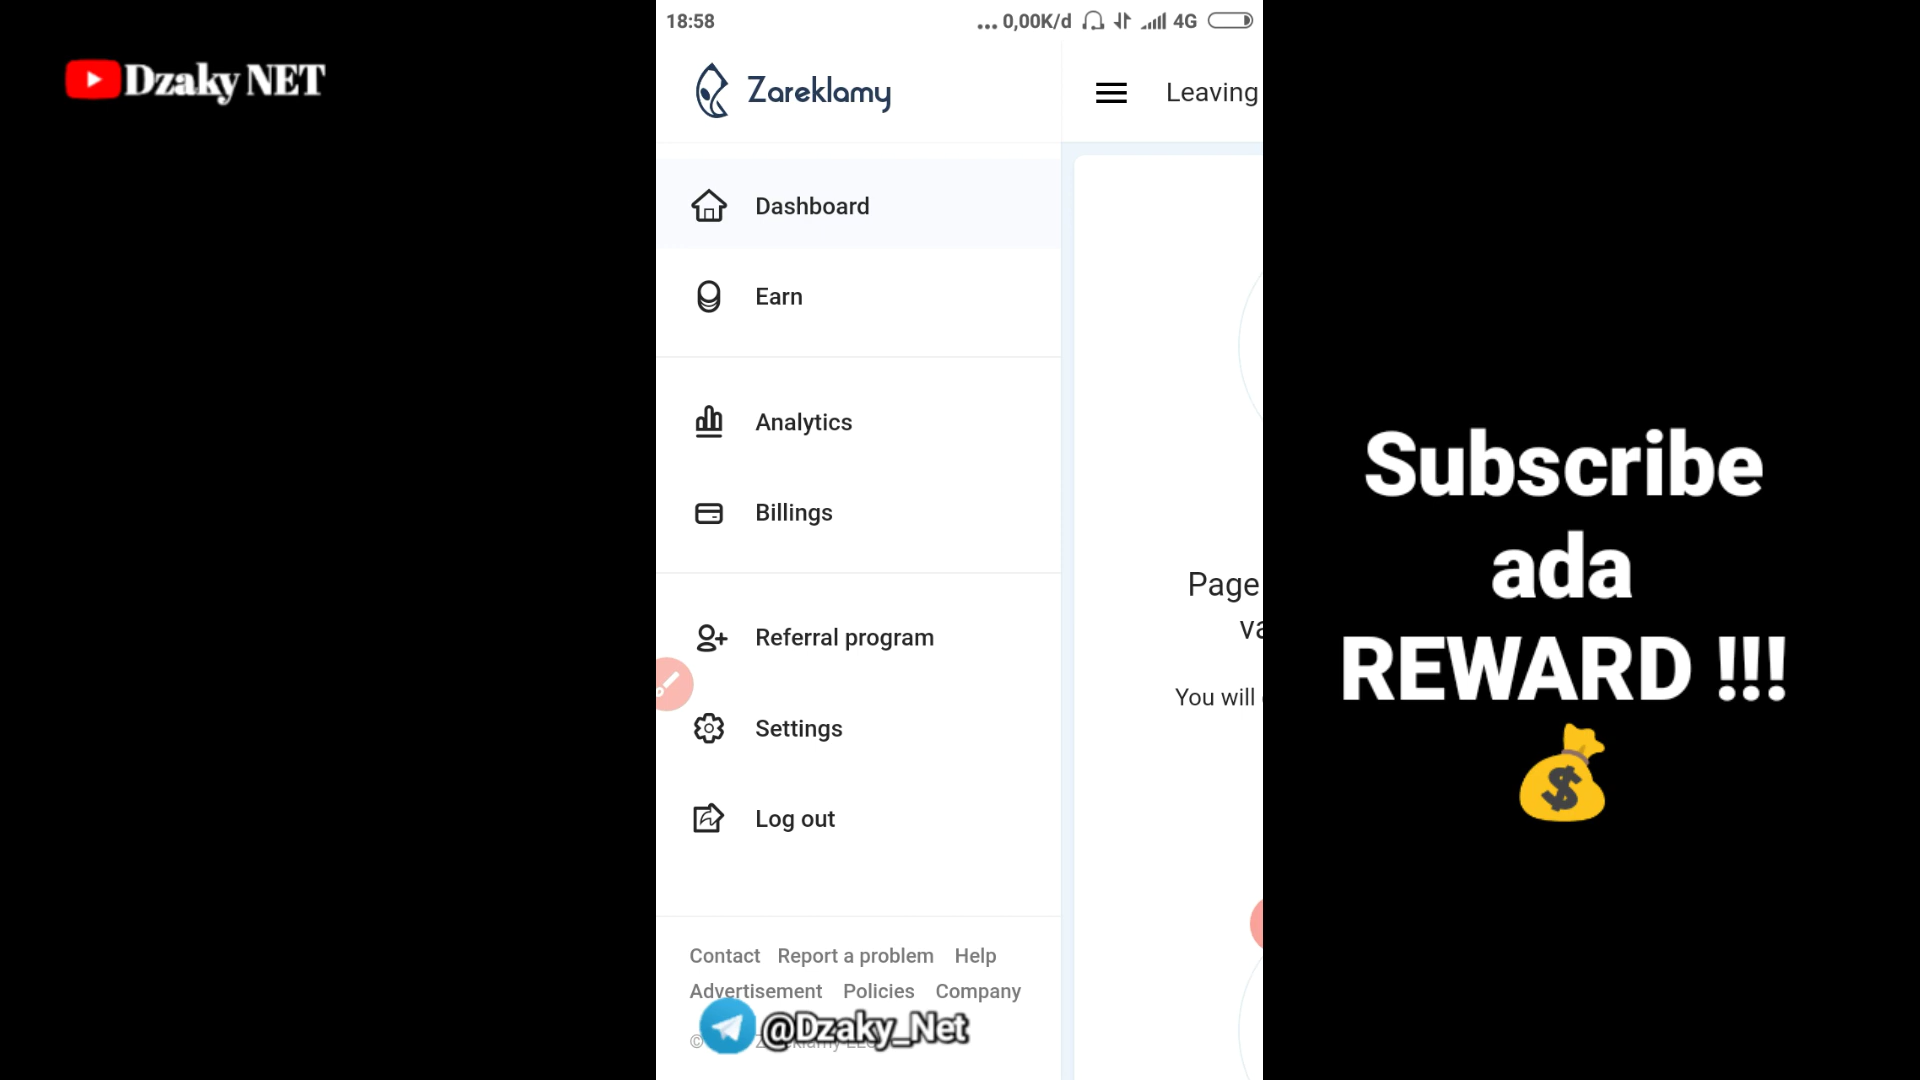 Dzaky NET
18:58
... 0,00K/d 4G
Zareklamy
Leaving
Dashboard
Earn
Analytics
Billings
Page
Referral program
You will
Settings
Log out
Contact Report a problem Help
Advertisement Policies Company
@Dzaky_Net
Subscribe
ada
REWARD !!!